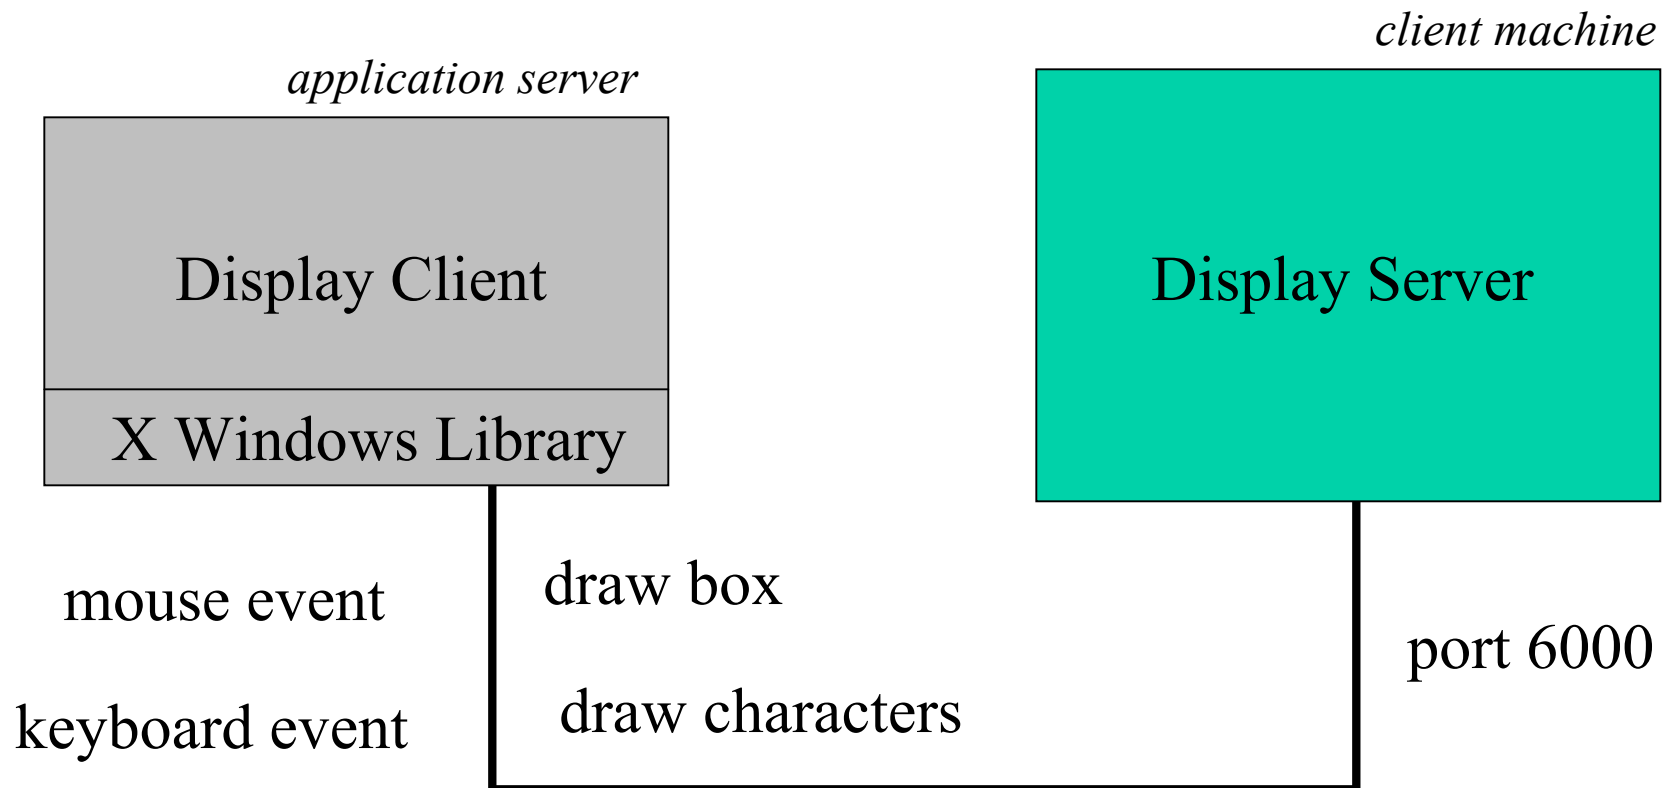 client machine
application server
Display Client
Display Server
X Windows Library
mouse event
draw box
port 6000
keyboard event
draw characters